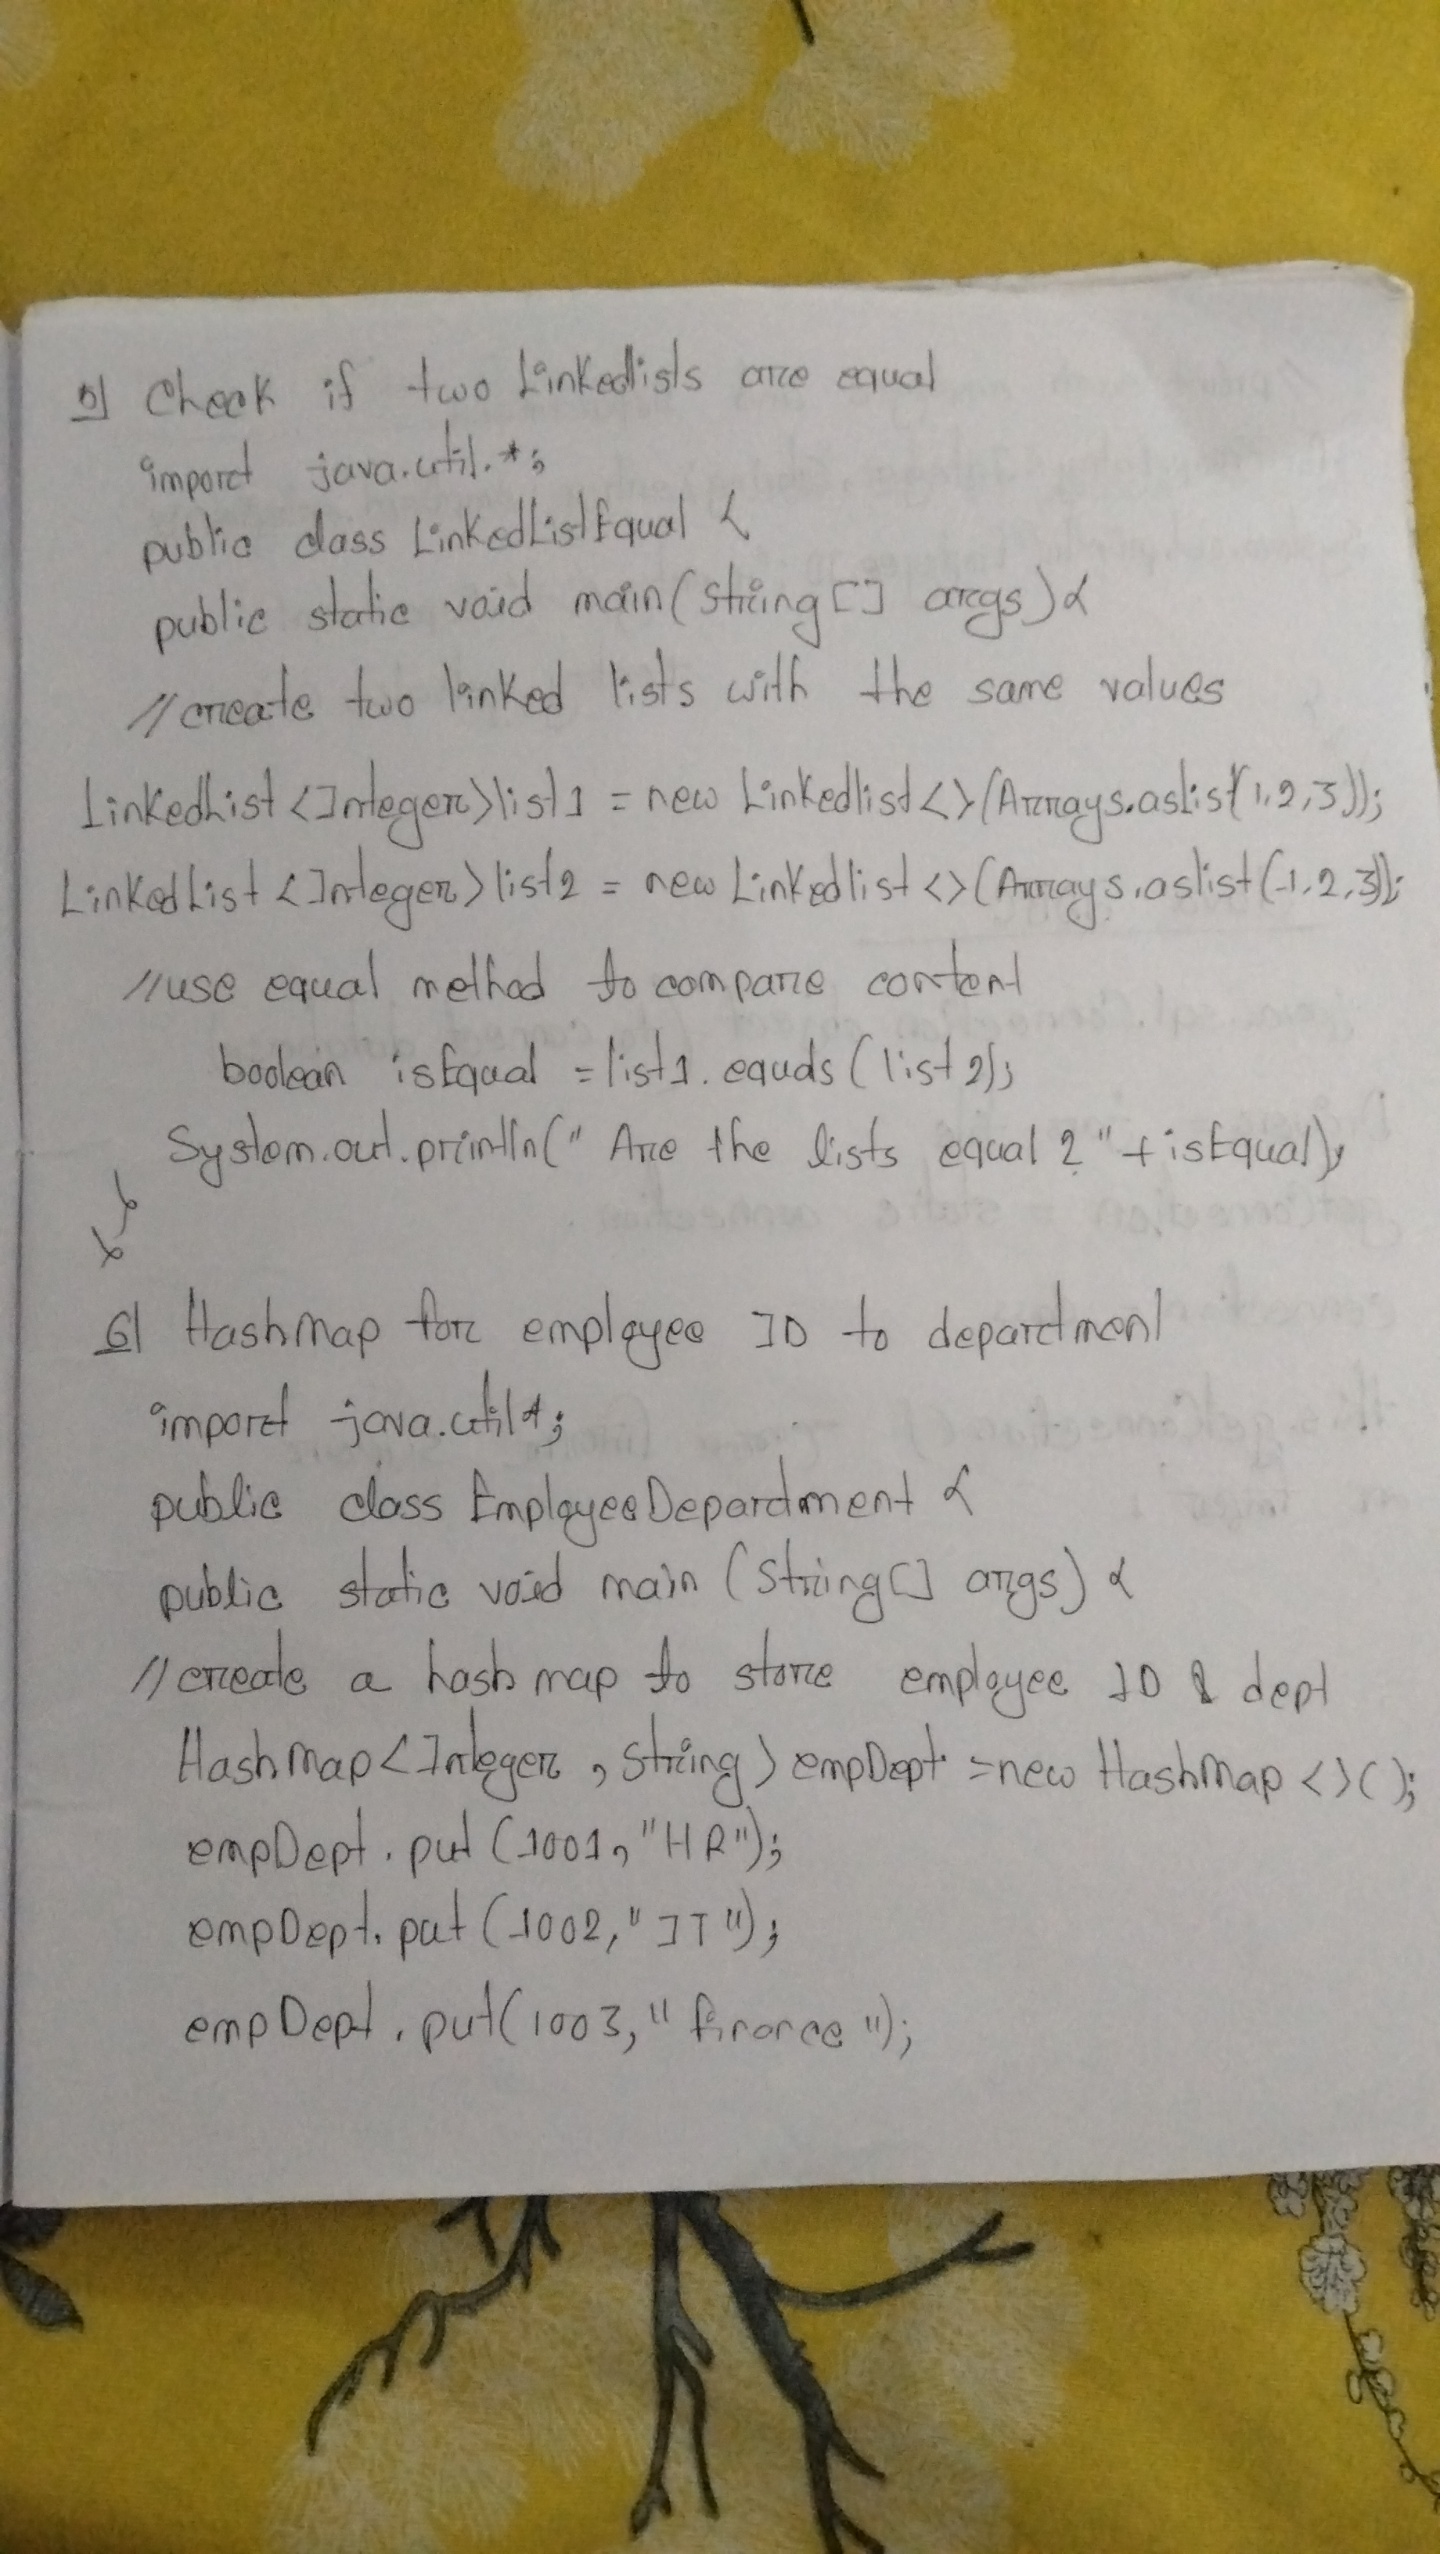 5] Check if two Linkedlists are equal
import java.util.*;
public class LinkedListEqual {
public static void main(String[] args){
//create two linked lists with the same values
LinkedList<Integer>list1 = new Linkedlist<>(Arrays.aslist(1,2,3));
LinkedList<Integer>list2 = new Linkedlist<>(Arrays.aslist(1,2,3));
//use equal method to compare content
boolean isEqual = list1.equals(list2);
System.out.println(" Are the lists equal ? "+isEqual);
}
}
6] HashMap for employee ID to department
import java.util*;
public class EmployeeDepartment {
public static void main (String[] args) {
//create a hash map to store employee ID & dept
HashMap<Integer, String> empDept = new HashMap<>();
empDept.put(1001,"HR");
empDept.put(1002,"IT");
empDept.put(1003,"finance");